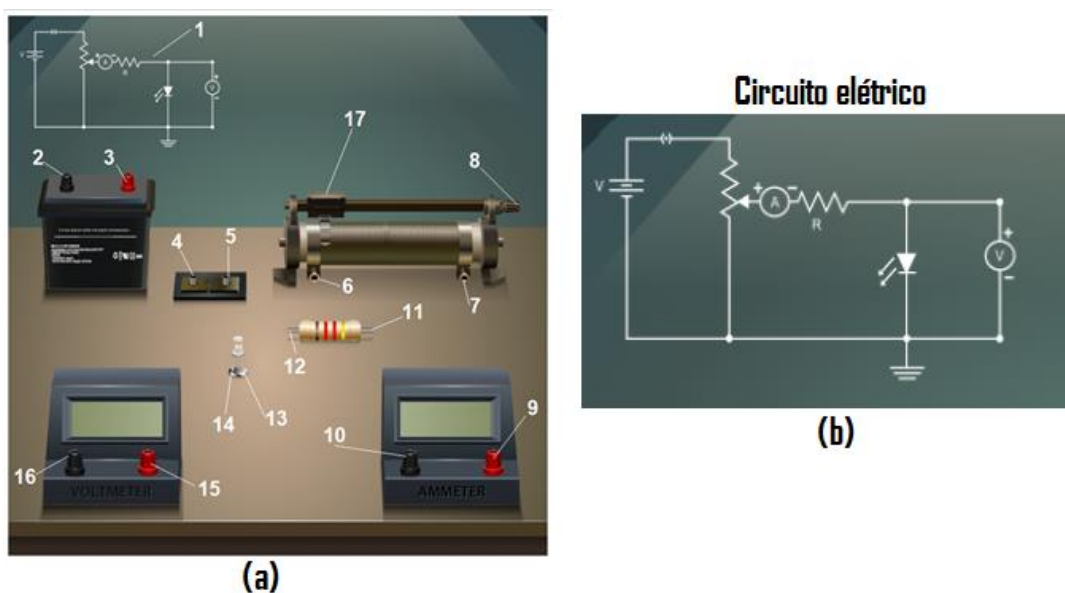 Circuito elétrico
1
V
A
R
V
+
-
+
-
2
3
17
8
4
5
6
7
11
12
14
13
10
9
16
15
VOLTMETER
AMMETER
V
+
-
A
R
+
V
-
(a)
(b)